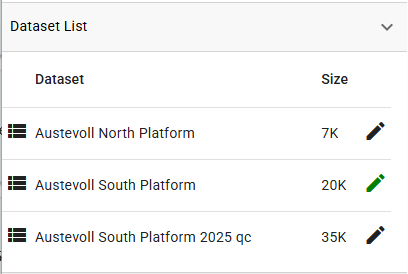 Dataset List
Dataset Size
Austevoll North Platform 7K
Austevoll South Platform 20K
Austevoll South Platform 2025 qc 35K